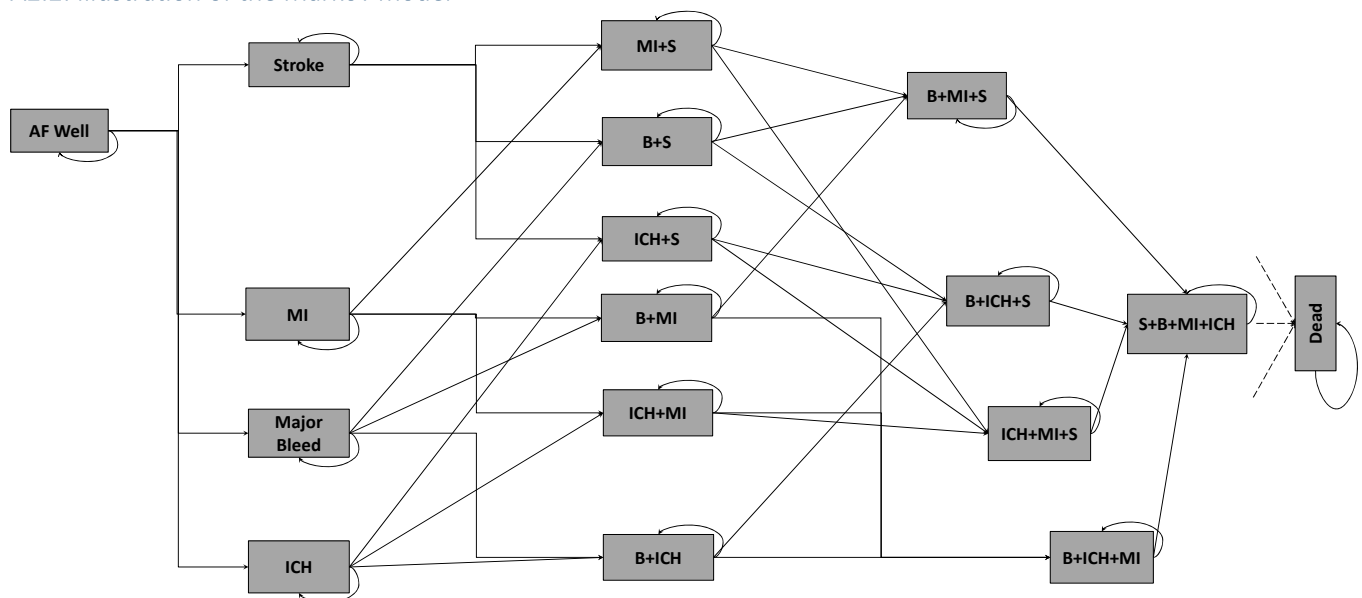 AF Well
Stroke
MI
Major
Bleed
ICH
MI+S
B+S
ICH+S
B+MI
ICH+MI
B+ICH
B+MI+S
B+ICH+S
ICH+MI+S
B+ICH+MI
S+B+MI+ICH
Dead